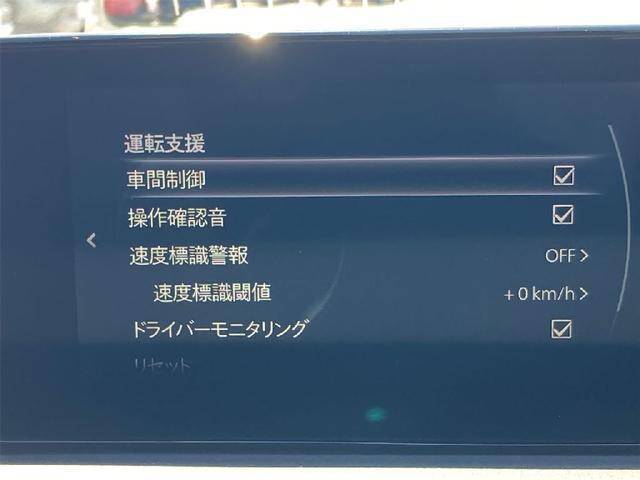 運転支援
車間制御
操作確認音
速度標識警報 OFF
速度標識閾値 +0 km/h
ドライバーモニタリング
リセット